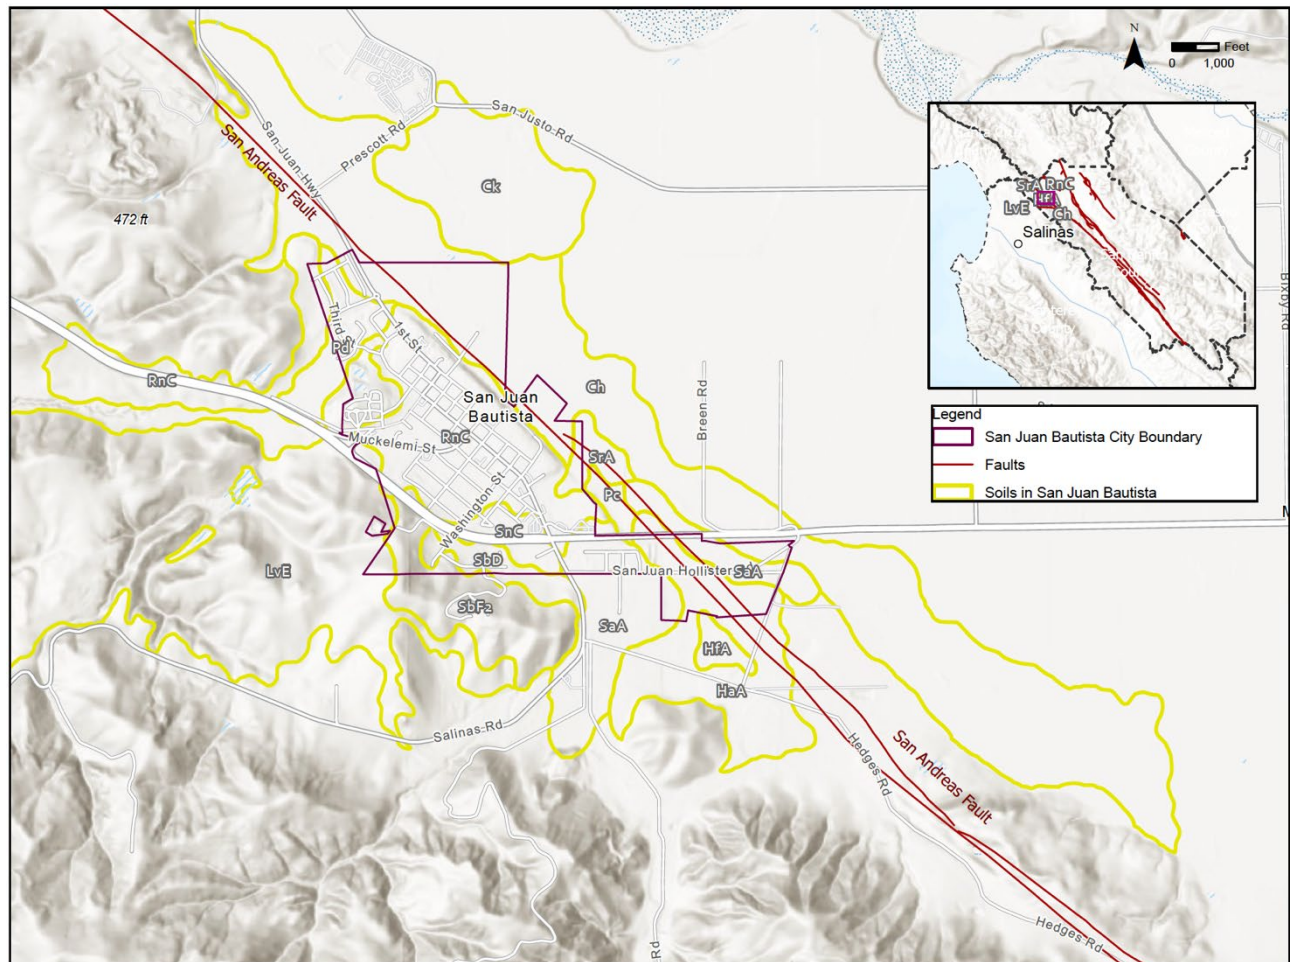 N
Feet
0 1,000
San Justo Rd
Prescott Rd
San Juan Hwy
San Andreas Fault
Ck
472 ft
SrA
RnC
HfA
LvE
Ch
Salinas
Bixby Rd
Third St
1st St
Pd
RnC
Ch
Breen Rd
San Juan
Bautista
Legend
San Juan Bautista City Boundary
Faults
Soils in San Juan Bautista
Muckelemi St
RnC
SrA
Pc
Washington St
SnC
SbD
San Juan Hollister
SaA
LvE
SbF2
SaA
HfA
HaA
Salinas Rd
Hedges Rd
San Andreas Fault
Hedges Rd
Rd